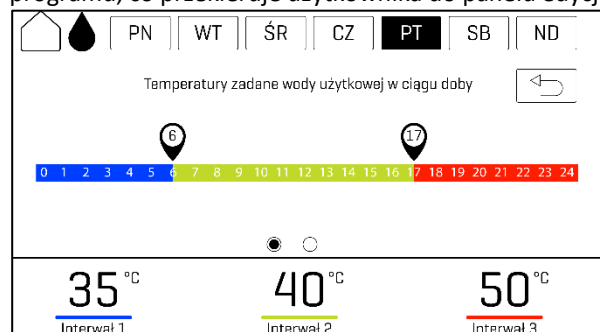 programu, co przekieruje użytkownika do panelu edycj
PN WT ŚR CZ PT SB ND
Temperatury zadane wody użytkowej w ciągu doby
6 17
0 1 2 3 4 5 6 7 8 9 10 11 12 13 14 15 16 17 18 19 20 21 22 23 24
35°C 40°C 50°C
Interwał 1 Interwał 2 Interwał 3